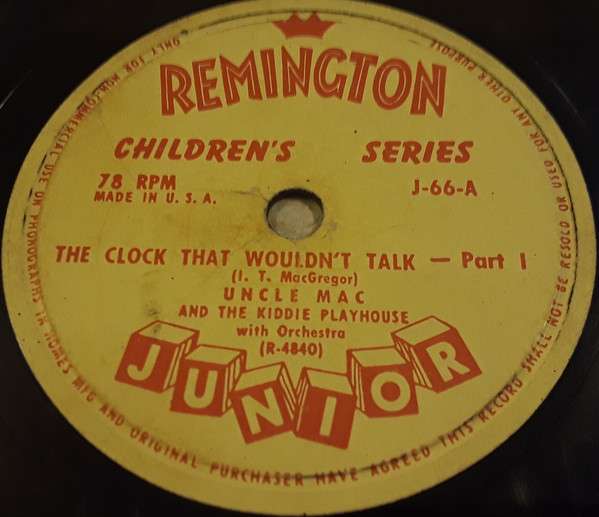 REMINGTON
CHILDREN'S SERIES
78 RPM
MADE IN U. S. A.
J-66-A
THE CLOCK THAT WOULDN'T TALK — Part I
(I. T. MacGregor)
UNCLE MAC
AND THE KIDDIE PLAYHOUSE
with Orchestra
(R-4840)
JUNIOR
ONLY FOR NON-COMMERCIAL USE ON PHONOGRAPHS IN HOMES MFG AND ORIGINAL PURCHASER HAVE AGREED THIS RECORD SHALL NOT BE RESOLD OR USED FOR ANY OTHER PURPOSE